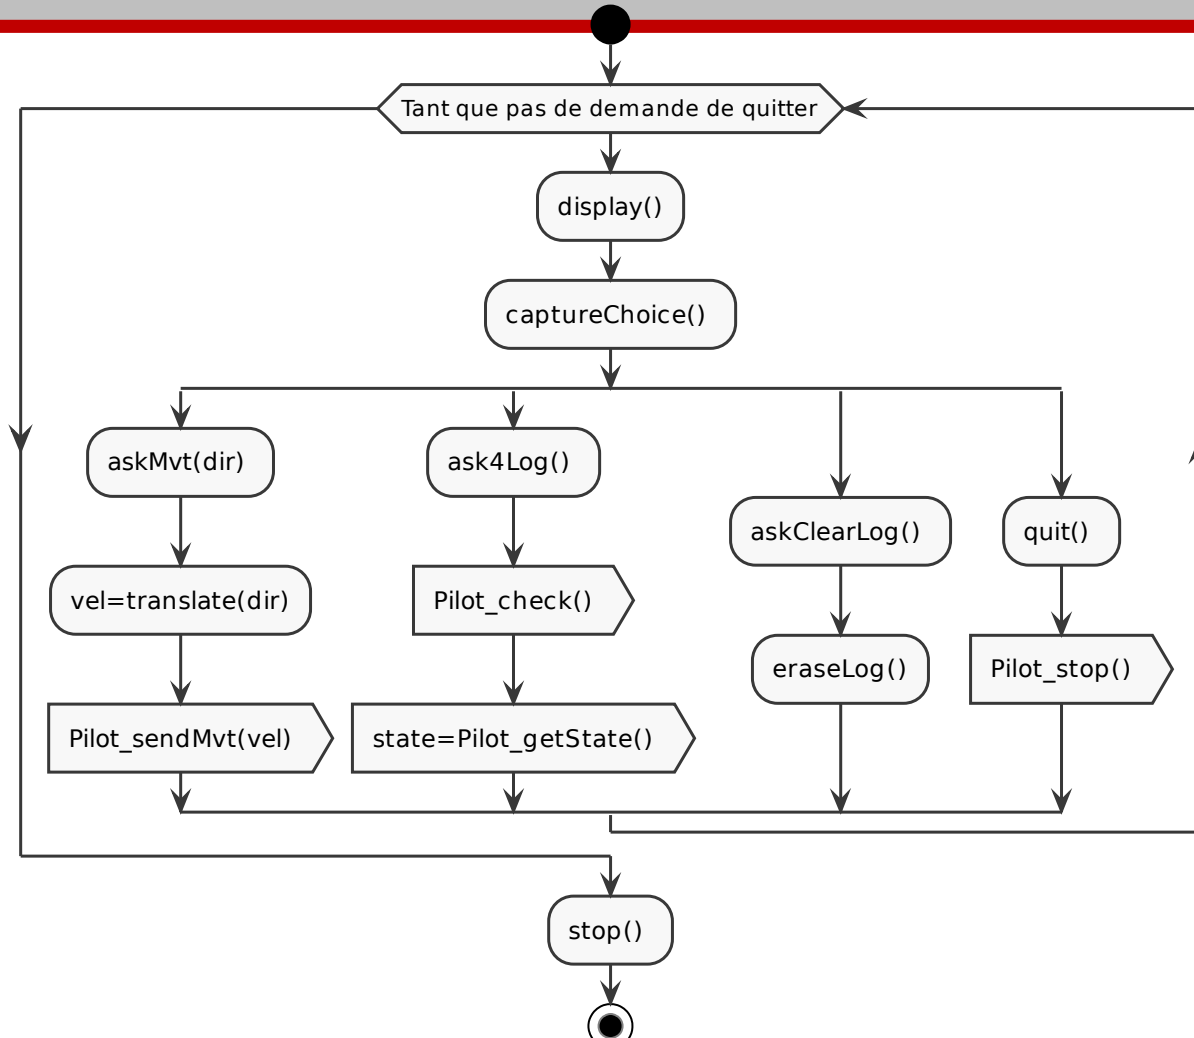 Tant que pas de demande de quitter
display()
captureChoice()
askMvt(dir)
ask4Log()
askClearLog()
quit()
vel=translate(dir)
Pilot_check()
eraseLog()
Pilot_stop()
Pilot_sendMvt(vel)
state=Pilot_getState()
stop()